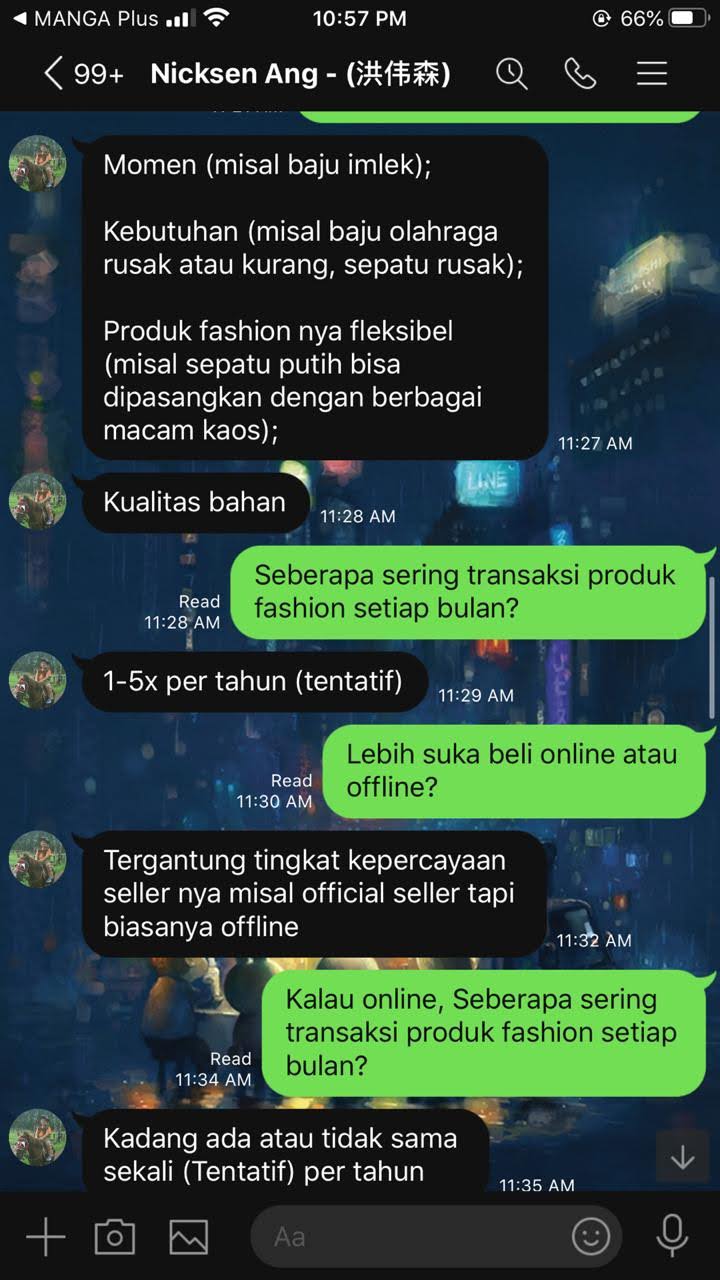 ◀ MANGA Plus
10:57 PM
66%
99+
Nicksen Ang - (洪伟森)
Momen (misal baju imlek);
Kebutuhan (misal baju olahraga
rusak atau kurang, sepatu rusak);
Produk fashion nya fleksibel
(misal sepatu putih bisa
dipasangkan dengan berbagai
macam kaos);
11:27 AM
Kualitas bahan
11:28 AM
Seberapa sering transaksi produk
fashion setiap bulan?
Read
11:28 AM
1-5x per tahun (tentatif)
11:29 AM
Lebih suka beli online atau
offline?
Read
11:30 AM
Tergantung tingkat kepercayaan
seller nya misal official seller tapi
biasanya offline
11:32 AM
Kalau online, Seberapa sering
transaksi produk fashion setiap
bulan?
Read
11:34 AM
Kadang ada atau tidak sama
sekali (Tentatif) per tahun
11:35 AM
Aa
LINE